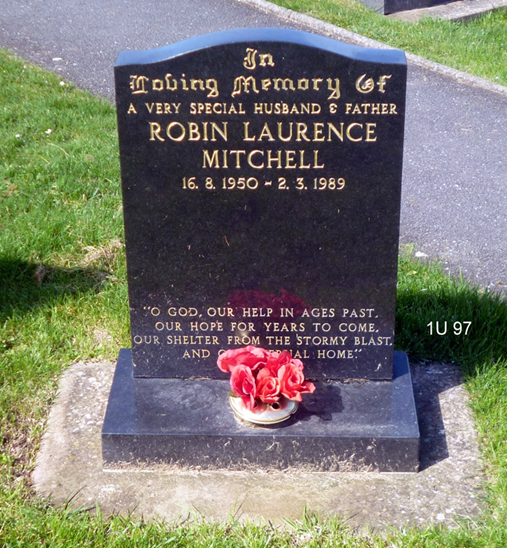 In
Loving Memory Of
A VERY SPECIAL HUSBAND & FATHER
ROBIN LAURENCE
MITCHELL
16. 8. 1950 ~ 2. 3. 1989
"O GOD, OUR HELP IN AGES PAST,
OUR HOPE FOR YEARS TO COME,
OUR SHELTER FROM THE STORMY BLAST,
AND HOME"
1U 97